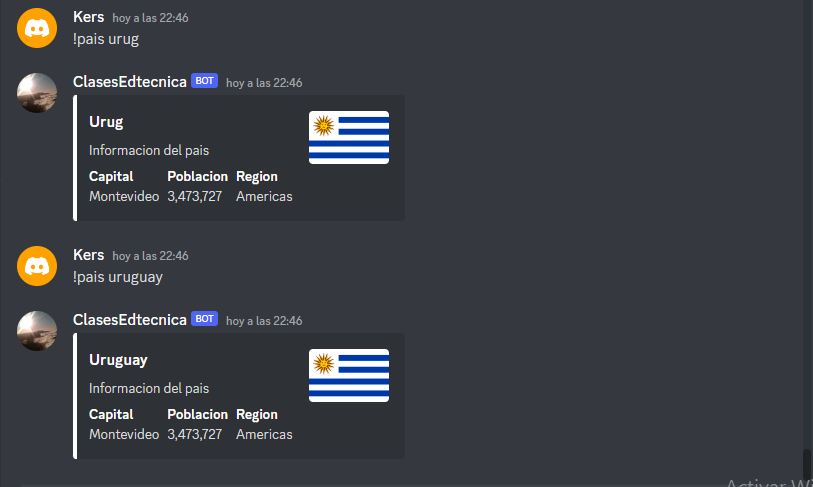 Kers hoy a las 22:46
!pais urug
ClasesEdtecnica BOT hoy a las 22:46
Urug
Informacion del pais
Capital Poblacion Region
Montevideo 3,473,727 Americas
Kers hoy a las 22:46
!pais uruguay
ClasesEdtecnica BOT hoy a las 22:46
Uruguay
Informacion del pais
Capital Poblacion Region
Montevideo 3,473,727 Americas
Activar Wi